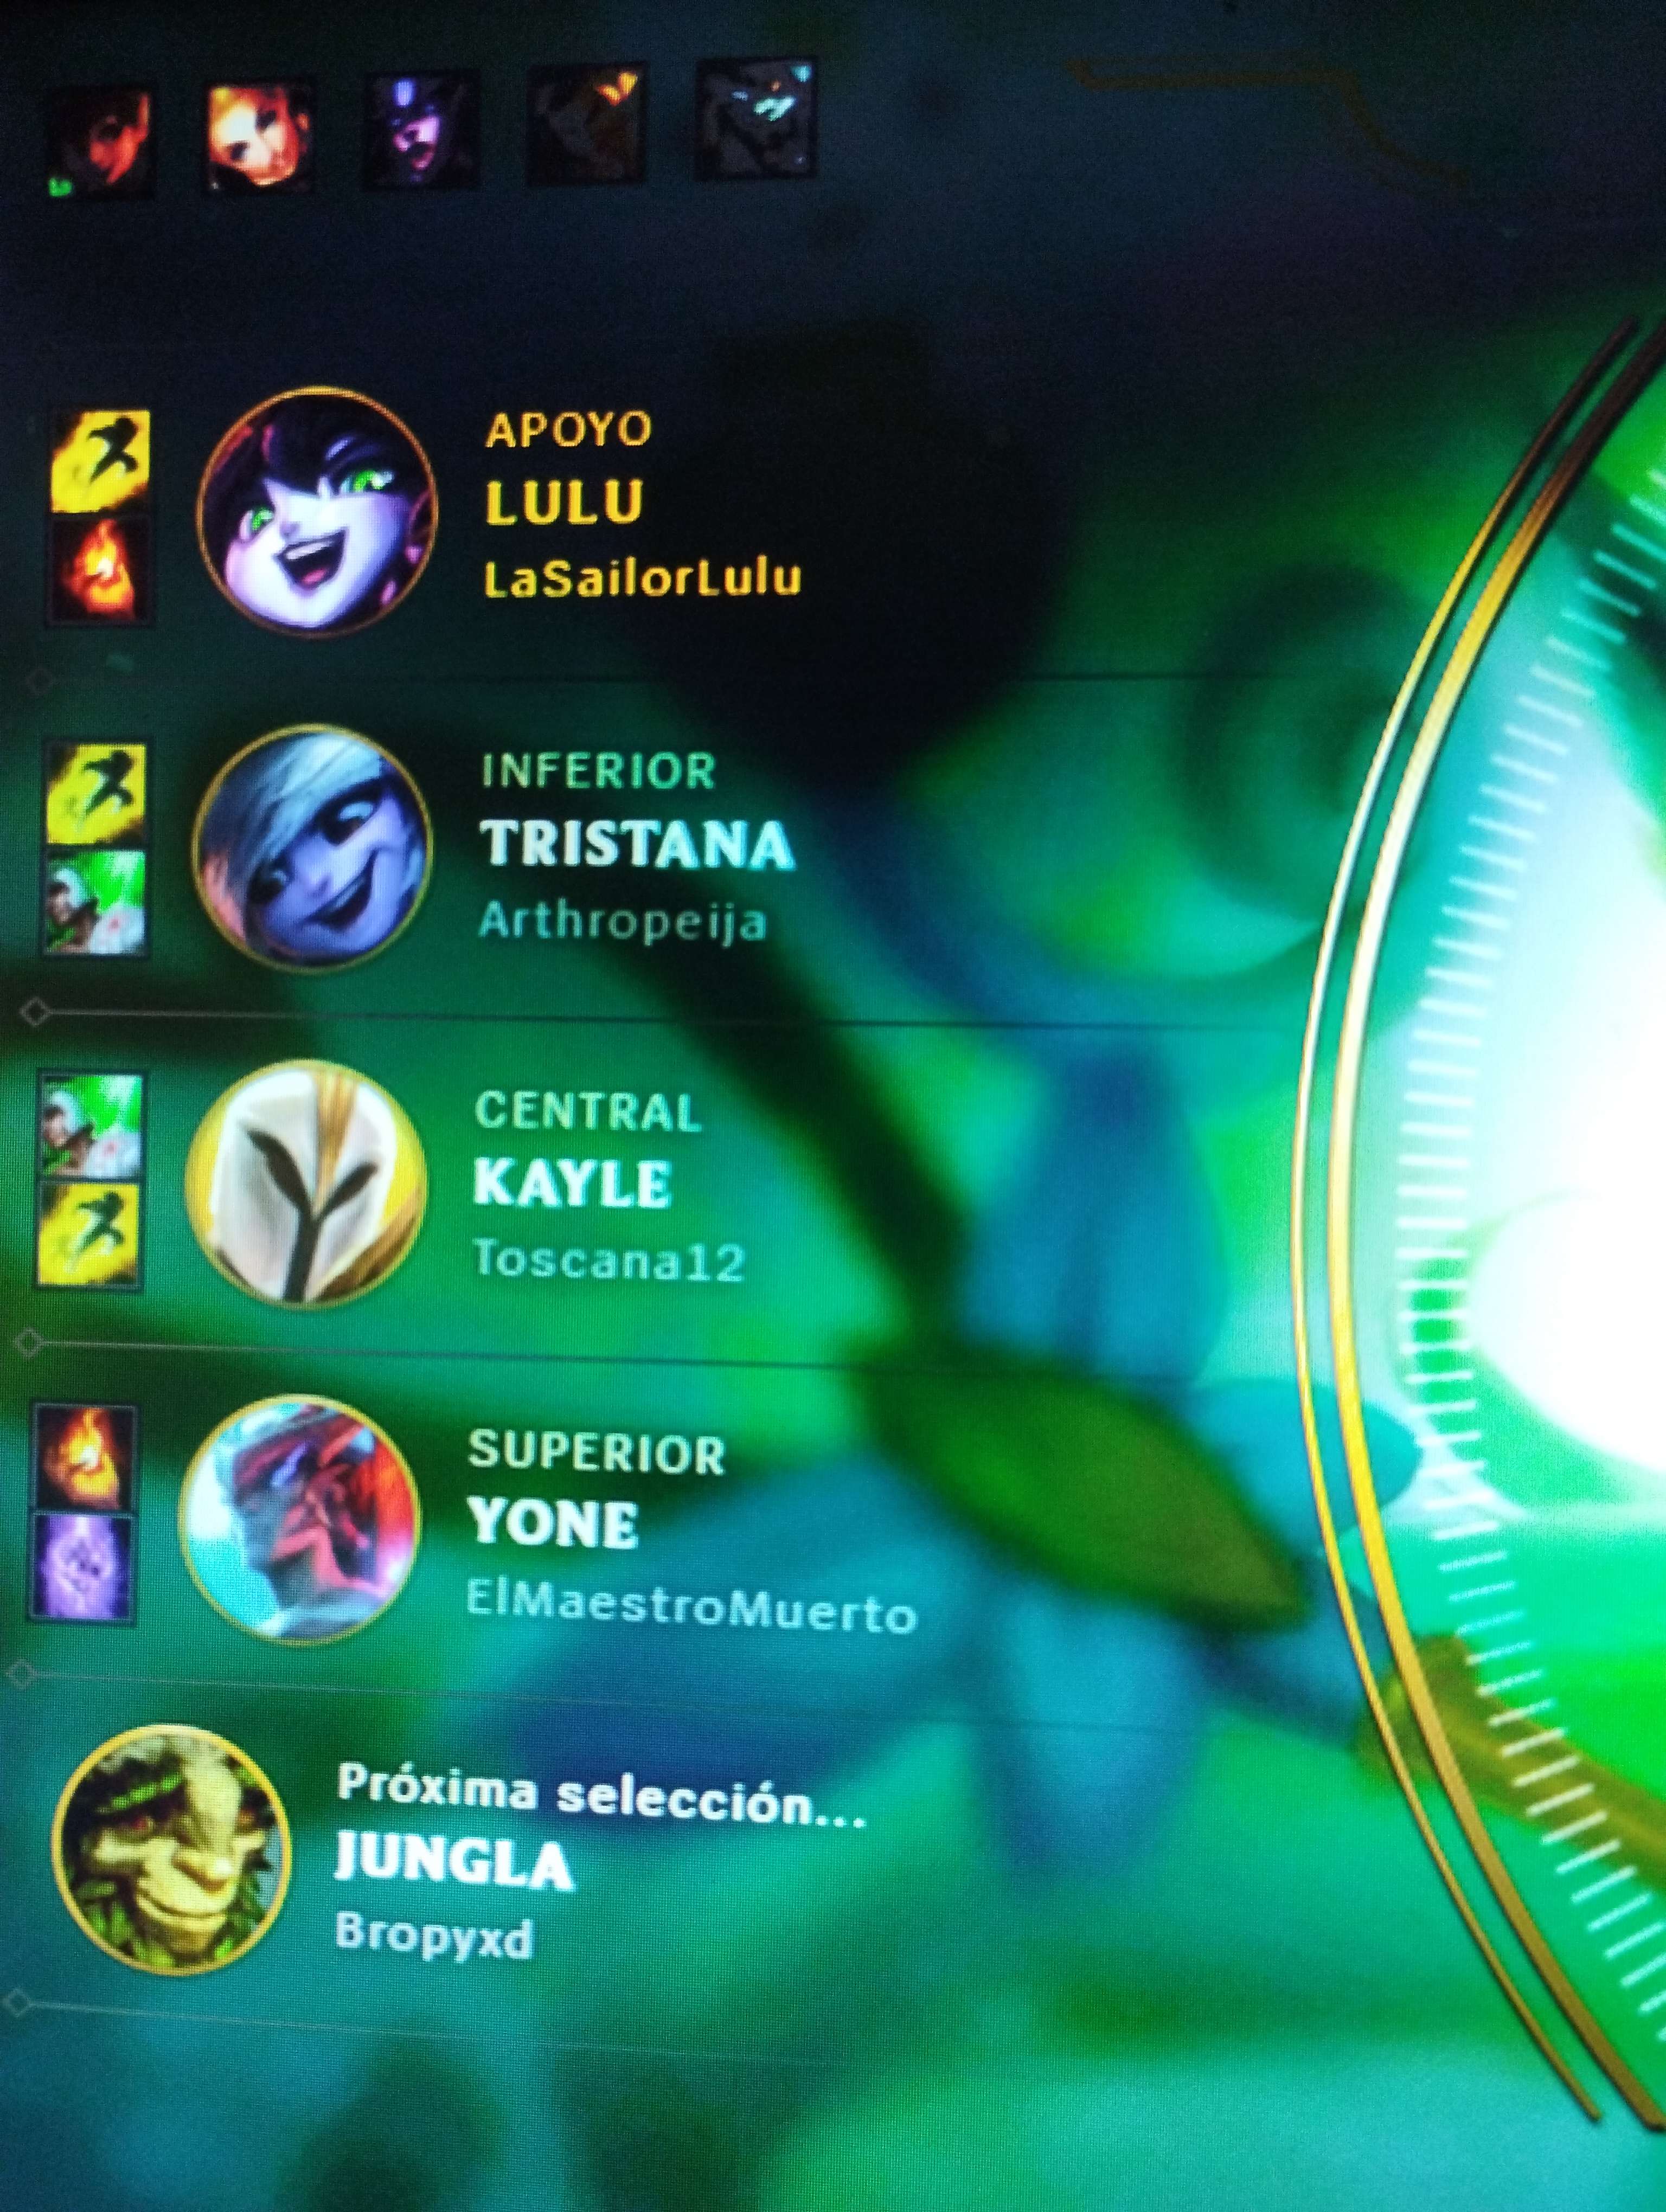 APOYO
LULU
LaSailorLulu
INFERIOR
TRISTANA
Arthropeija
CENTRAL
KAYLE
Toscana12
SUPERIOR
YONE
ElMaestroMuerto
Próxima selección...
JUNGLA
Bropyxd